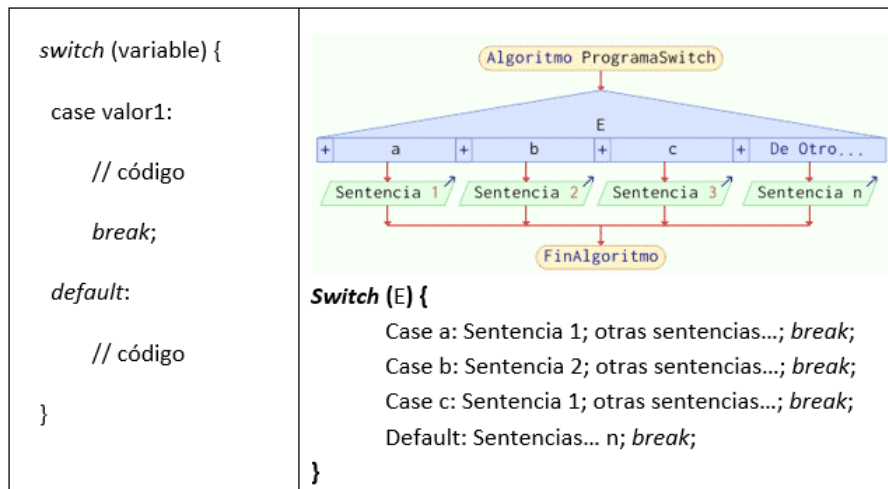 switch (variable) {
case valor1:
// código
break;
default:
// código
}
Algoritmo ProgramaSwitch
E
+ a + b + c + De Otro...
Sentencia 1 Sentencia 2 Sentencia 3 Sentencia n
FinAlgoritmo
Switch (E) {
Case a: Sentencia 1; otras sentencias...; break;
Case b: Sentencia 2; otras sentencias...; break;
Case c: Sentencia 1; otras sentencias...; break;
Default: Sentencias... n; break;
}